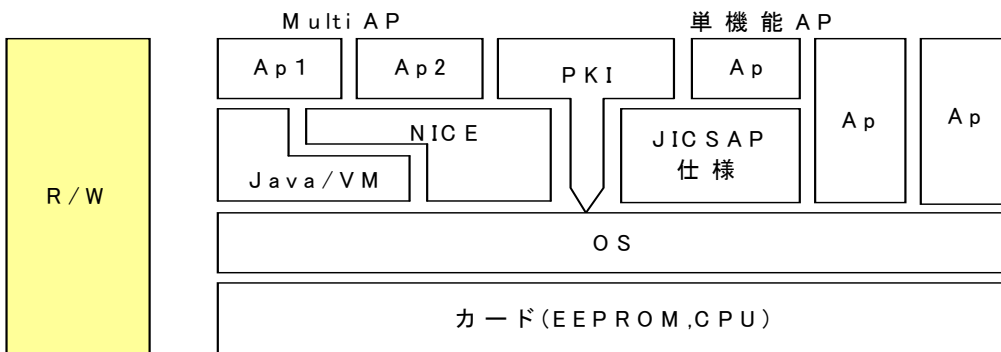 Multi AP
単機能AP
Ap1
Ap2
PKI
Ap
Ap
Ap
NICE
JICSAP
仕様
Java/VM
R/W
OS
カード(EEPROM,CPU)